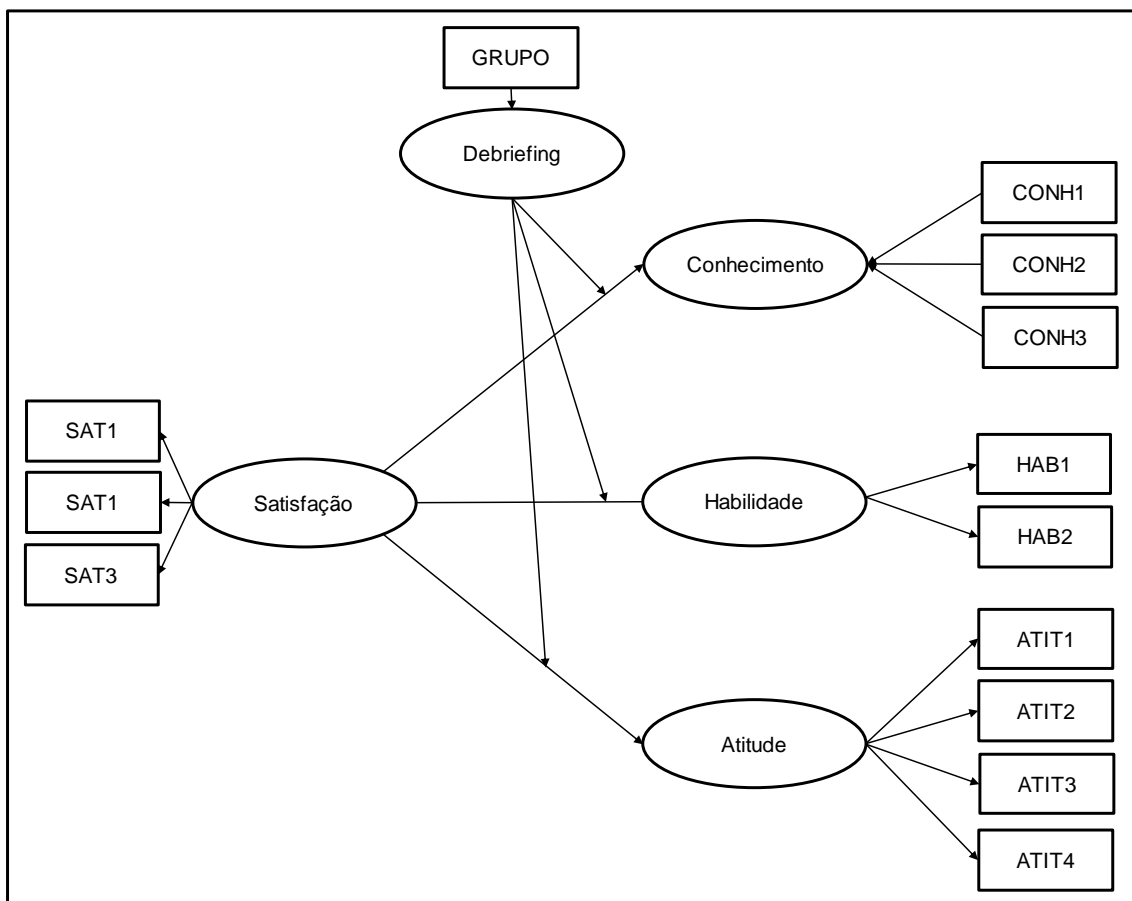 GRUPO
Debriefing
Conhecimento
CONH1
CONH2
CONH3
SAT1
SAT1
SAT3
Satisfação
Habilidade
HAB1
HAB2
Atitude
ATIT1
ATIT2
ATIT3
ATIT4